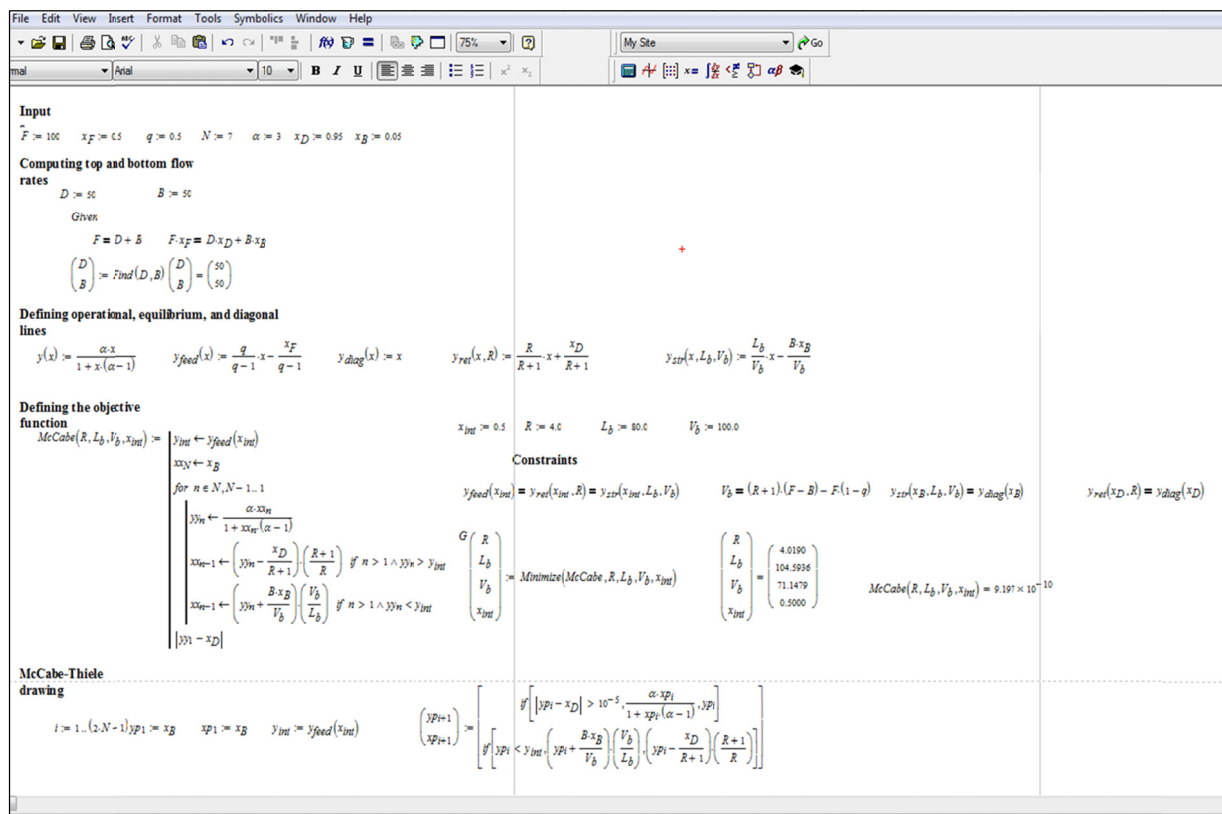 File Edit View Insert Format Tools Symbolics Window Help
75% My Site Go
mal Arial 10 B I U
Input
F := 100 x_F := 0.5 q := 0.5 N := 7 α := 3 x_D := 0.95 x_B := 0.05
Computing top and bottom flow
rates
D := 50 B := 50
Given
F = D + B F·x_F = D·x_D + B·x_B
(D B) := Find(D, B) (D B) = (50 50)
Defining operational, equilibrium, and diagonal
lines
y(x) := α·x / (1 + x·(α−1)) y_feed(x) := q/(q−1)·x − x_F/(q−1) y_diag(x) := x y_ret(x, R) := R/(R+1)·x + x_D/(R+1) y_str(x, L_b, V_b) := L_b/V_b·x − B·x_B/V_b
Defining the objective
function
x_int := 0.5 R := 4.0 L_b := 80.0 V_b := 100.0
McCabe(R, L_b, V_b, x_int) := y_int ← y_feed(x_int)
xx_N ← x_B
for n ∈ N, N − 1 .. 1
yy_n ← α·xx_n / (1 + xx_n·(α − 1))
xx_n−1 ← (yy_n − x_D/(R+1))·((R+1)/R) if n > 1 ∧ yy_n > y_int
xx_n−1 ← (yy_n + B·x_B/V_b)·(V_b/L_b) if n > 1 ∧ yy_n < y_int
|yy_1 − x_D|
Constraints
y_feed(x_int) = y_ret(x_int, R) = y_str(x_int, L_b, V_b) V_b = (R+1)·(F − B) − F·(1 − q) y_str(x_B, L_b, V_b) = y_diag(x_B) y_ret(x_D, R) = y_diag(x_D)
G (R L_b V_b x_int) := Minimize(McCabe, R, L_b, V_b, x_int) (R L_b V_b x_int) = (4.0190 104.5936 71.1479 0.5000) McCabe(R, L_b, V_b, x_int) = 9.197 × 10^−10
McCabe-Thiele
drawing
i := 1 .. (2·N − 1) yp_1 := x_B xp_1 := x_B y_int := y_feed(x_int) (yp_i+1 xp_i+1) := [if[|yp_i − x_D| > 10^−5, α·xp_i / (1 + xp_i·(α − 1)), yp_i]
if[yp_i < y_int, (yp_i + B·x_B/V_b)·(V_b/L_b), (yp_i − x_D/(R+1))·((R+1)/R)]]